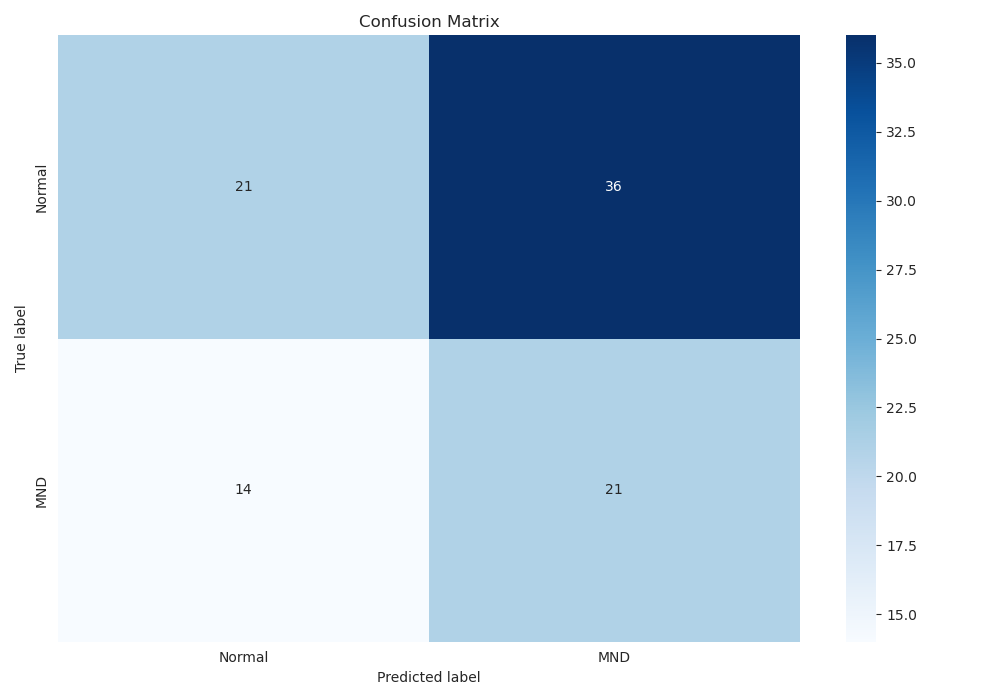 Confusion Matrix
True label
Normal
MND
21
36
14
21
Normal
MND
Predicted label
35.0
32.5
30.0
27.5
25.0
22.5
20.0
17.5
15.0